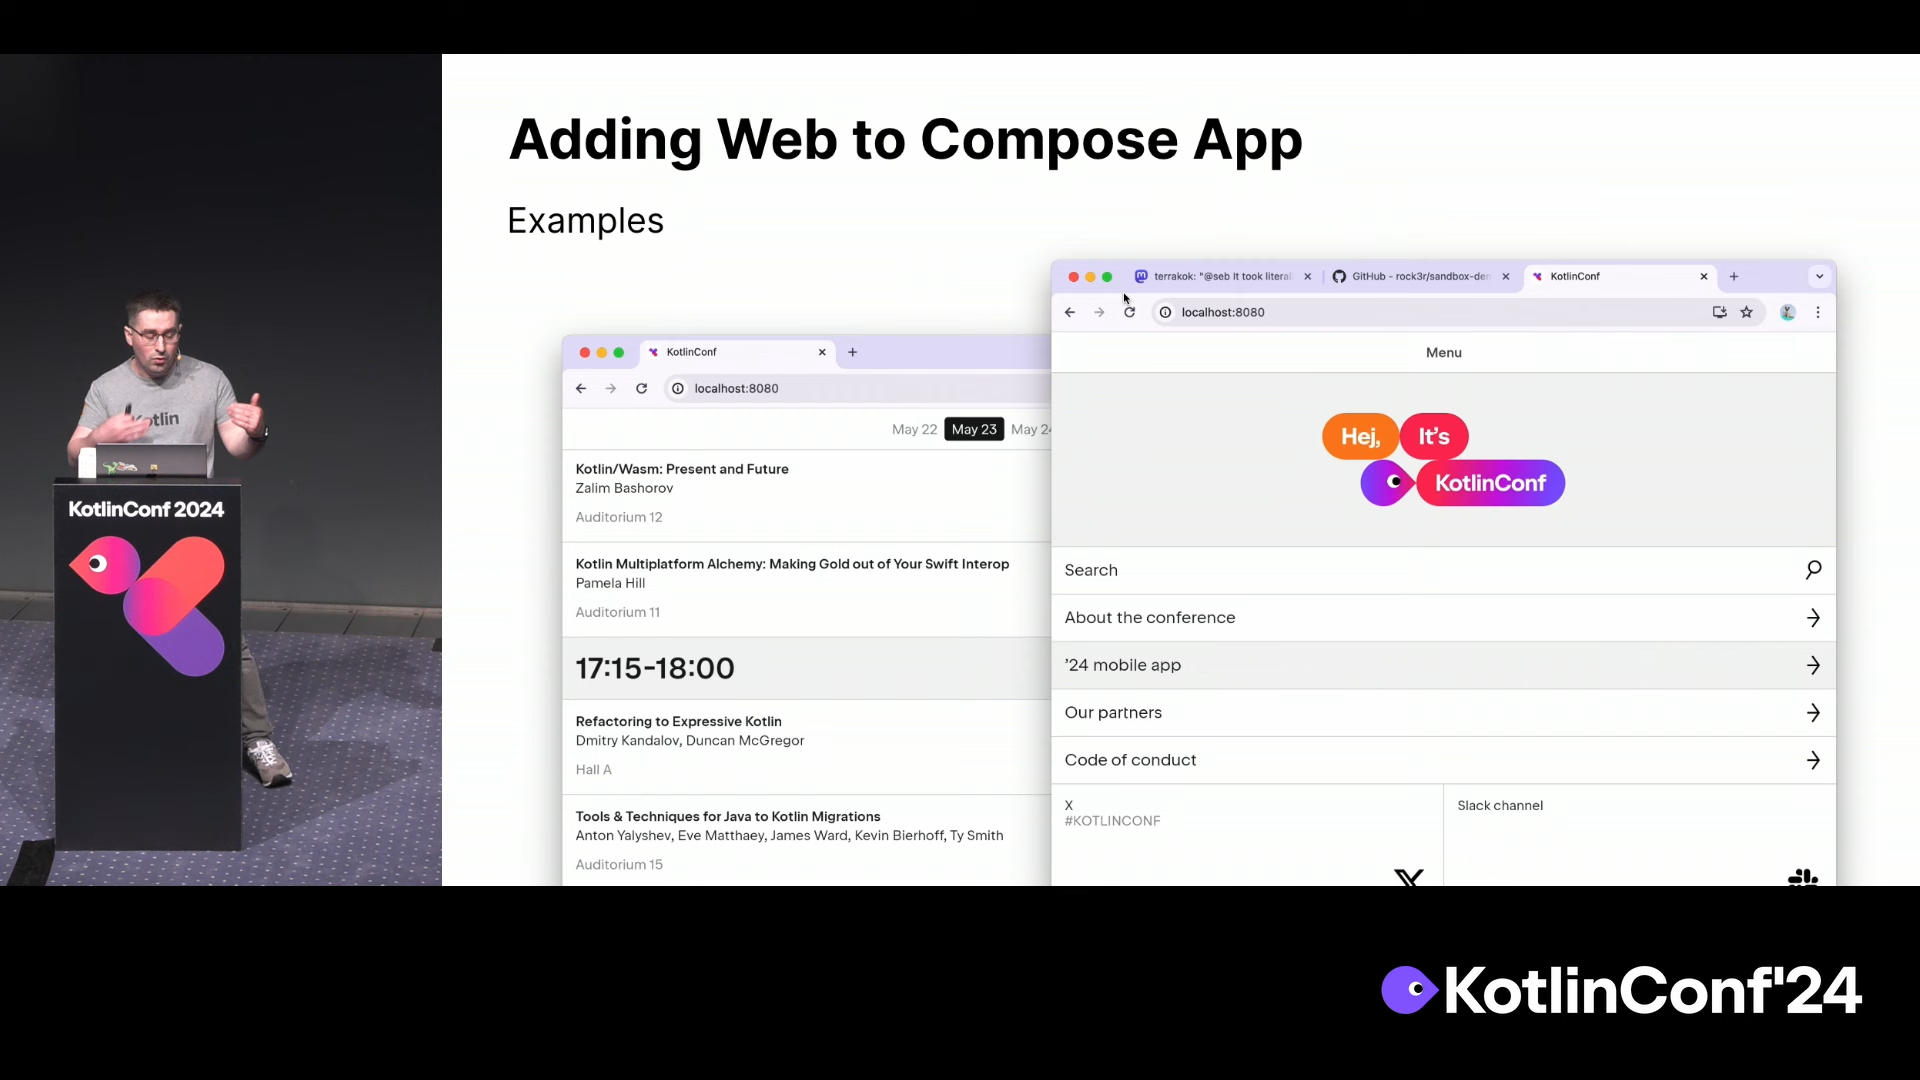 Adding Web to Compose App
Examples
KotlinConf
localhost:8080
May 22 May 23 May 24
Kotlin/Wasm: Present and Future
Zalim Bashorov
Auditorium 12
Kotlin Multiplatform Alchemy: Making Gold out of Your Swift Interop
Pamela Hill
Auditorium 11
17:15-18:00
Refactoring to Expressive Kotlin
Dmitry Kandalov, Duncan McGregor
Hall A
Tools & Techniques for Java to Kotlin Migrations
Anton Yalyshev, Eve Matthaey, James Ward, Kevin Bierhoff, Ty Smith
Auditorium 15
terrakok: "@seb It took litera GitHub - rock3r/sandbox-de KotlinConf
localhost:8080
Menu
Hej, It's
KotlinConf
Search
About the conference
'24 mobile app
Our partners
Code of conduct
X
#KOTLINCONF
Slack channel
KotlinConf 2024
KotlinConf'24